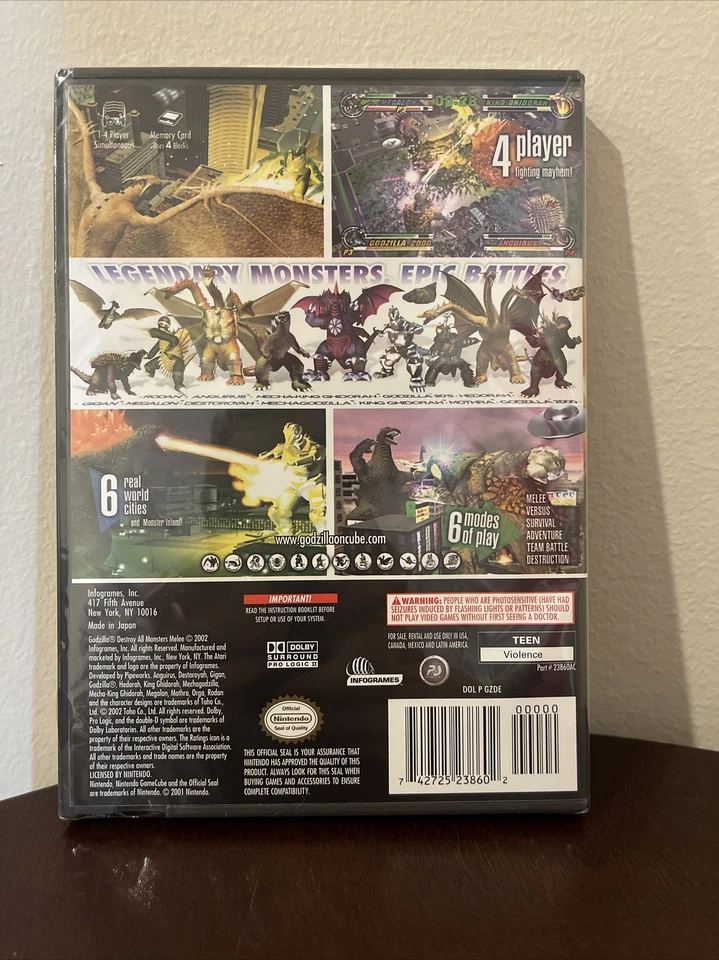 1-4 Player
Simultaneous
Memory Card
Uses 4 Blocks
MEGALON
KING GHIDORAH
4 player
fighting mayhem!
P3
GODZILLA 2000
ANGUIRUS
LEGENDARY MONSTERS. EPIC BATTLES.
RODAN ANGUIRUS MECHA-KING GHIDORAH GODZILLA 90'S HEDORAH
GIGAN MEGALON DESTOROYAH MECHAGODZILLA KING GHIDORAH MOTHRA GODZILLA 2000
6 real
world
cities
and Monster Island!
www.godzillaoncube.com
6 modes
of play
MELEE
VERSUS
SURVIVAL
ADVENTURE
TEAM BATTLE
DESTRUCTION
Infogrames, Inc.
417 Fifth Avenue
New York, NY 10016
Made in Japan
Godzilla® Destroy All Monsters Melee © 2002
Infogrames, Inc. All rights Reserved. Manufactured and
marketed by Infogrames, Inc., New York, NY. The Atari
trademark and logo are the property of Infogrames.
Developed by Pipeworks. Anguirus, Destoroyah, Gigan,
Godzilla®, Hedorah, King Ghidorah, Mechagodzilla,
Mecha-King Ghidorah, Megalon, Mothra, Orga, Rodan
and the character designs are trademarks of Toho Co.,
Ltd. © 2002 Toho Co., Ltd. All rights reserved. Dolby,
Pro Logic, and the double-D symbol are trademarks of
Dolby Laboratories. All other trademarks are the
property of their respective owners. The Ratings icon is a
trademark of the Interactive Digital Software Association.
All other trademarks and trade names are the property
of their respective owners.
LICENSED BY NINTENDO.
Nintendo, Nintendo GameCube and the Official Seal
are trademarks of Nintendo. © 2001 Nintendo.
IMPORTANT!
READ THE INSTRUCTION BOOKLET BEFORE
SETUP OR USE OF YOUR SYSTEM.
DOLBY
SURROUND
PRO LOGIC II
INFOGRAMES
Official
Nintendo
Seal of Quality
THIS OFFICIAL SEAL IS YOUR ASSURANCE THAT
NINTENDO HAS APPROVED THE QUALITY OF THIS
PRODUCT. ALWAYS LOOK FOR THIS SEAL WHEN
BUYING GAMES AND ACCESSORIES TO ENSURE
COMPLETE COMPATIBILITY.
WARNING: PEOPLE WHO ARE PHOTOSENSITIVE (HAVE HAD
SEIZURES INDUCED BY FLASHING LIGHTS OR PATTERNS) SHOULD
NOT PLAY VIDEO GAMES WITHOUT FIRST SEEING A DOCTOR.
FOR SALE, RENTAL AND USE ONLY IN USA,
CANADA, MEXICO AND LATIN AMERICA.
TEEN
Violence
Part # 23860AC
DOL P GZDE
00000
7 42725 23860 2